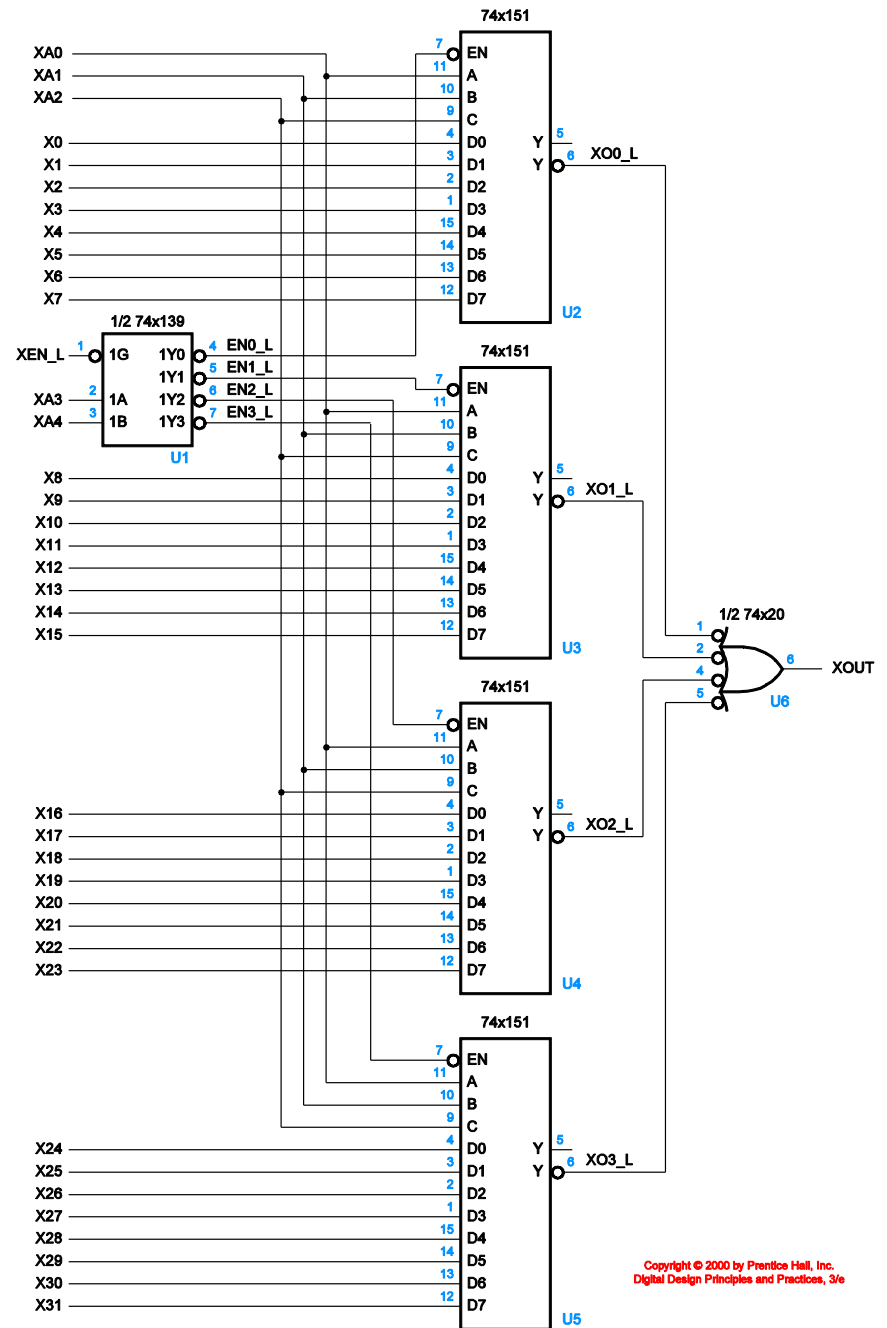 74x151
XA0
XA1
XA2
X0
X1
X2
X3
X4
X5
X6
X7
7 EN
11 A
10 B
9 C
4 D0
3 D1
2 D2
1 D3
15 D4
14 D5
13 D6
12 D7
Y 5
Y 6 XO0_L
U2
1/2 74x139
XEN_L 1 1G
XA3 2 1A
XA4 3 1B
1Y0 4 EN0_L
1Y1 5 EN1_L
1Y2 6 EN2_L
1Y3 7 EN3_L
U1
74x151
X8
X9
X10
X11
X12
X13
X14
X15
7 EN
11 A
10 B
9 C
4 D0
3 D1
2 D2
1 D3
15 D4
14 D5
13 D6
12 D7
Y 5
Y 6 XO1_L
U3
1/2 74x20
1
2
4
5
6 XOUT
U6
74x151
X16
X17
X18
X19
X20
X21
X22
X23
7 EN
11 A
10 B
9 C
4 D0
3 D1
2 D2
1 D3
15 D4
14 D5
13 D6
12 D7
Y 5
Y 6 XO2_L
U4
74x151
X24
X25
X26
X27
X28
X29
X30
X31
7 EN
11 A
10 B
9 C
4 D0
3 D1
2 D2
1 D3
15 D4
14 D5
13 D6
12 D7
Y 5
Y 6 XO3_L
U5
Copyright © 2000 by Prentice Hall, Inc.
Digital Design Principles and Practices, 3/e